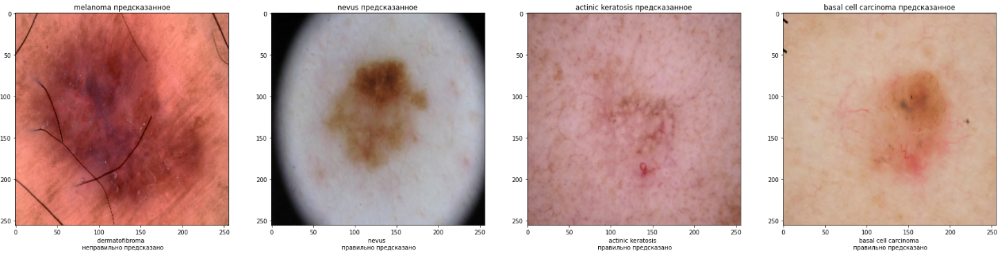 melanoma предсказанное
0
50
100
150
200
250
0 50 100 150 200 250
dermatofibroma
неправильно предсказано
nevus предсказанное
0
50
100
150
200
250
0 50 100 150 200 250
nevus
правильно предсказано
actinic keratosis предсказанное
0
50
100
150
200
250
0 50 100 150 200 250
actinic keratosis
правильно предсказано
basal cell carcinoma предсказанное
0
50
100
150
200
250
0 50 100 150 200 250
basal cell carcinoma
правильно предсказано